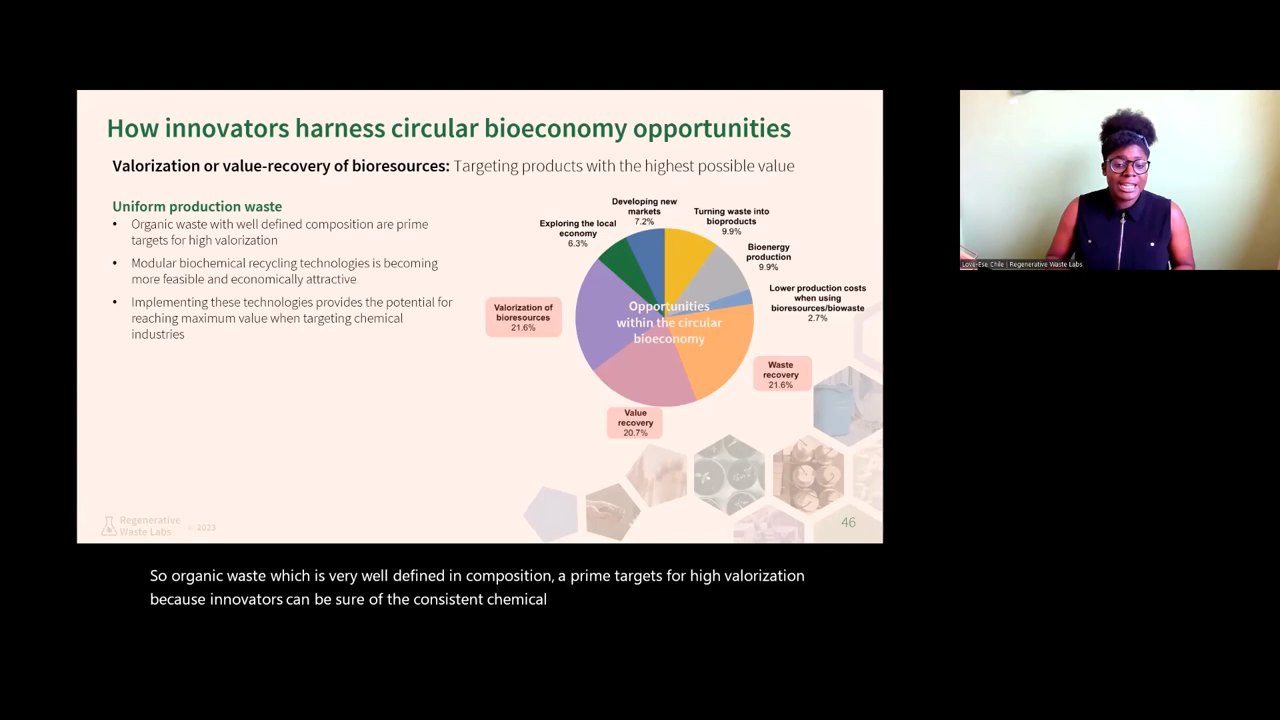 How innovators harness circular bioeconomy opportunities
Valorization or value-recovery of bioresources: Targeting products with the highest possible value
Uniform production waste
• Organic waste with well defined composition are prime
targets for high valorization
• Modular biochemical recycling technologies is becoming
more feasible and economically attractive
• Implementing these technologies provides the potential for
reaching maximum value when targeting chemical
industries
Developing new
markets
7.2%
Turning waste into
bioproducts
9.9%
Exploring the local
economy
6.3%
Bioenergy
production
9.9%
Lower production costs
when using
bioresources/biowaste
2.7%
Valorization of
bioresources
21.6%
Opportunities
within the circular
bioeconomy
Waste
recovery
21.6%
Value
recovery
20.7%
Regenerative
Waste Labs
© 2023
46
Love-Ese Chile | Regenerative Waste Labs
So organic waste which is very well defined in composition, a prime targets for high valorization
because innovators can be sure of the consistent chemical